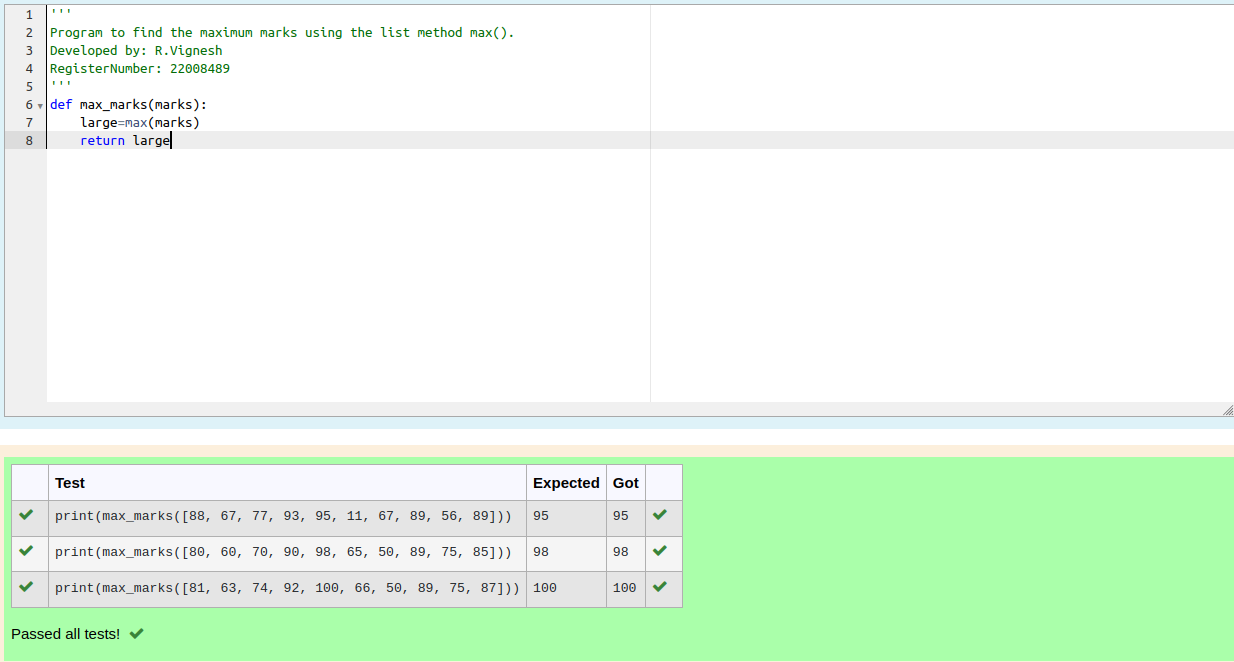 1 '''
2 Program to find the maximum marks using the list method max().
3 Developed by: R.Vignesh
4 RegisterNumber: 22008489
5 '''
6 def max_marks(marks):
7     large=max(marks)
8     return large
Test Expected Got
print(max_marks([88, 67, 77, 93, 95, 11, 67, 89, 56, 89])) 95 95
print(max_marks([80, 60, 70, 90, 98, 65, 50, 89, 75, 85])) 98 98
print(max_marks([81, 63, 74, 92, 100, 66, 50, 89, 75, 87])) 100 100
Passed all tests!